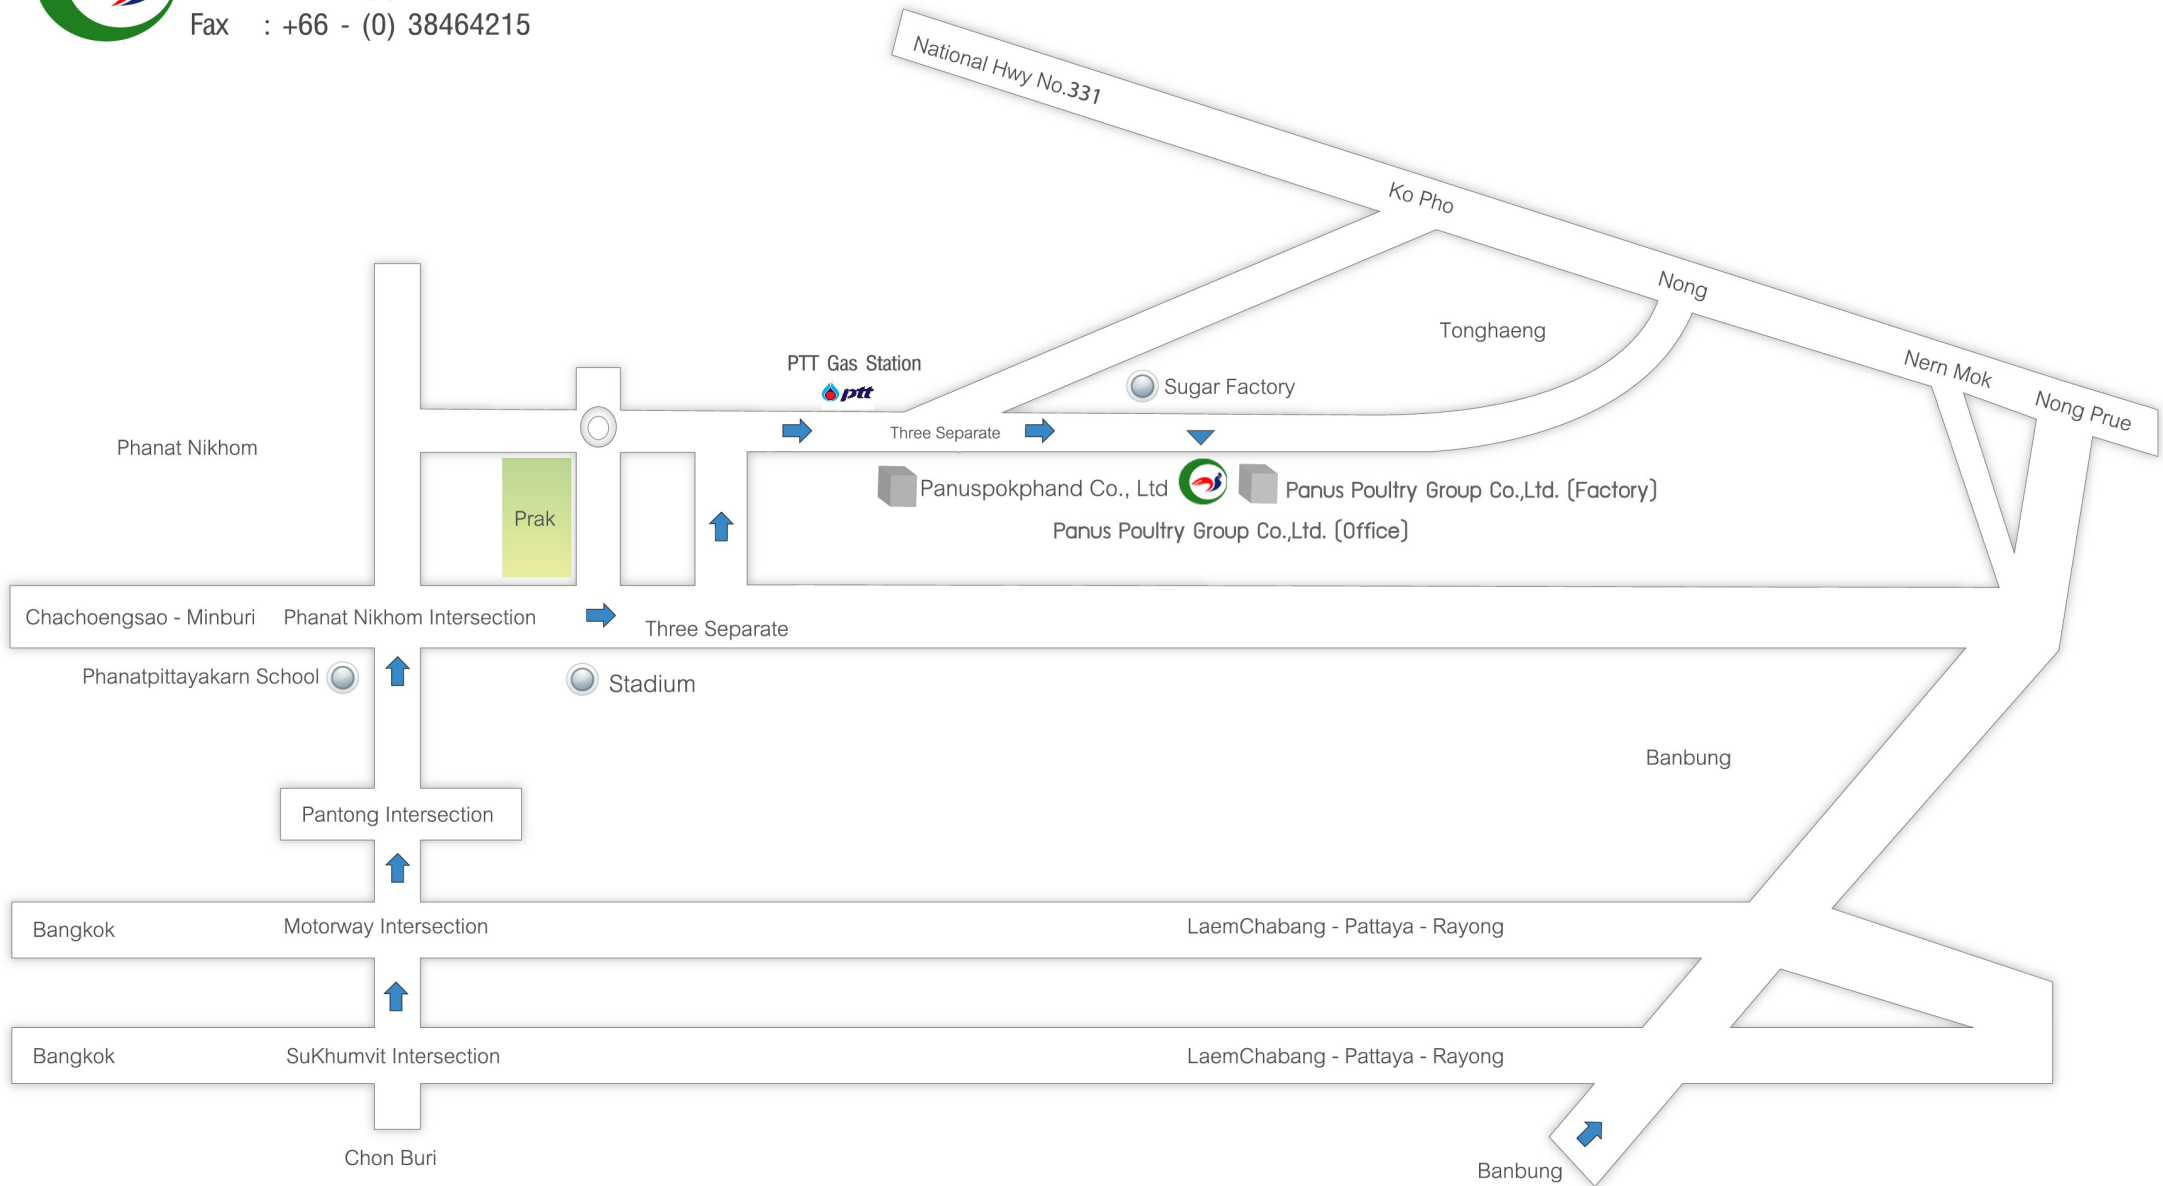 Fax : +66 - (0) 38464215
National Hwy No.331
Ko Pho
Nong
Tonghaeng
Nern Mok
Nong Prue
PTT Gas Station
ptt
Sugar Factory
Three Separate
Phanat Nikhom
Prak
Panuspokphand Co., Ltd
Panus Poultry Group Co.,Ltd. (Factory)
Panus Poultry Group Co.,Ltd. (Office)
Chachoengsao - Minburi
Phanat Nikhom Intersection
Three Separate
Phanatpittayakarn School
Stadium
Banbung
Pantong Intersection
Bangkok
Motorway Intersection
LaemChabang - Pattaya - Rayong
Bangkok
SuKhumvit Intersection
LaemChabang - Pattaya - Rayong
Chon Buri
Banbung